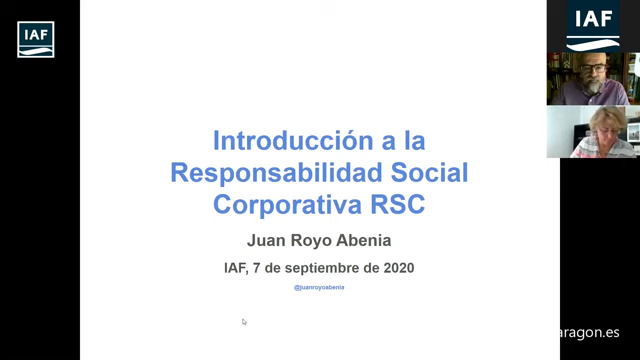 IAF
IAF
Introducción a la
Responsabilidad Social
Corporativa RSC
Juan Royo Abenia
IAF, 7 de septiembre de 2020
@juanroyoabenia
aragon.es